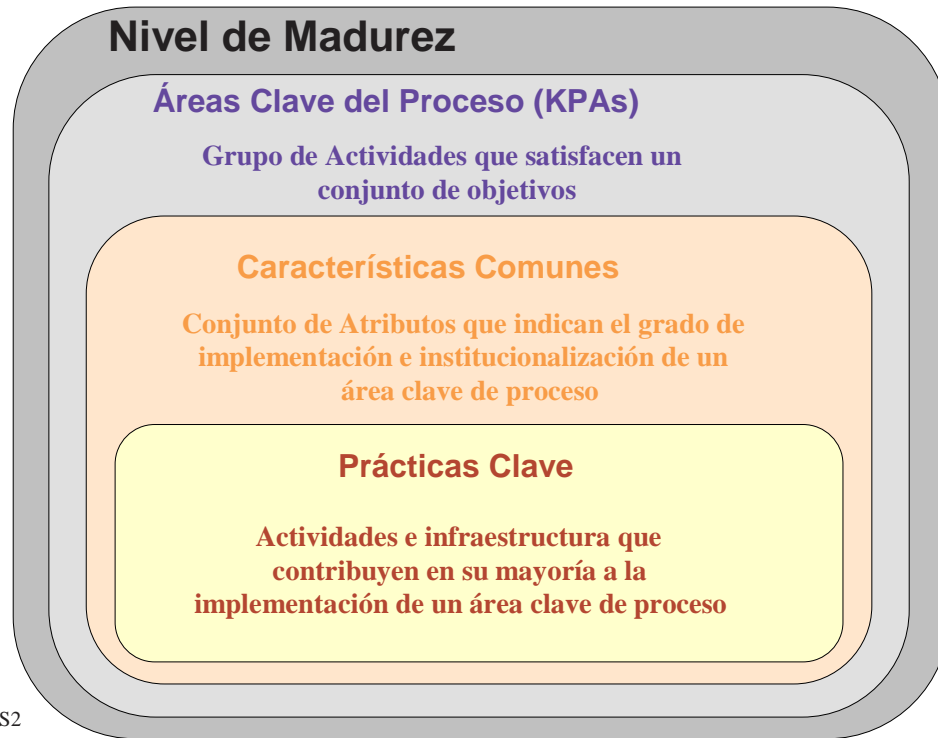 Nivel de Madurez
Áreas Clave del Proceso (KPAs)
Grupo de Actividades que satisfacen un
conjunto de objetivos
Características Comunes
Conjunto de Atributos que indican el grado de
implementación e institucionalización de un
área clave de proceso
Prácticas Clave
Actividades e infraestructura que
contribuyen en su mayoría a la
implementación de un área clave de proceso
S2